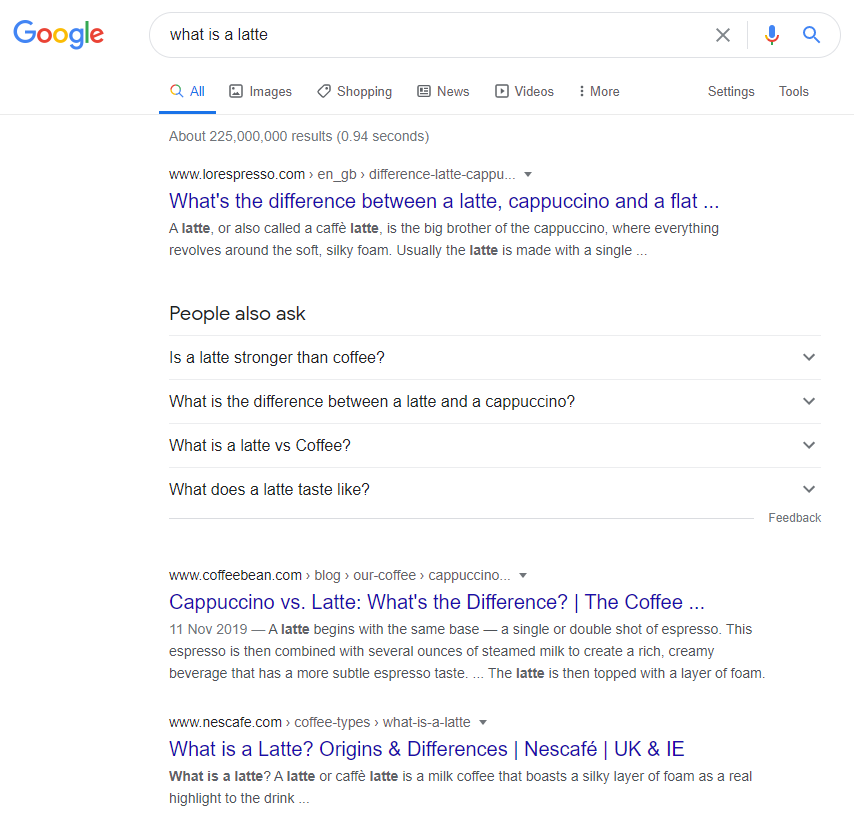 Google
what is a latte
All Images Shopping News Videos More Settings Tools
About 225,000,000 results (0.94 seconds)
www.lorespresso.com › en_gb › difference-latte-cappu...
What's the difference between a latte, cappuccino and a flat ...
A latte, or also called a caffè latte, is the big brother of the cappuccino, where everything
revolves around the soft, silky foam. Usually the latte is made with a single ...
People also ask
Is a latte stronger than coffee?
What is the difference between a latte and a cappuccino?
What is a latte vs Coffee?
What does a latte taste like?
Feedback
www.coffeebean.com › blog › our-coffee › cappuccino...
Cappuccino vs. Latte: What's the Difference? | The Coffee ...
11 Nov 2019 — A latte begins with the same base — a single or double shot of espresso. This
espresso is then combined with several ounces of steamed milk to create a rich, creamy
beverage that has a more subtle espresso taste. ... The latte is then topped with a layer of foam.
www.nescafe.com › coffee-types › what-is-a-latte
What is a Latte? Origins & Differences | Nescafé | UK & IE
What is a latte? A latte or caffè latte is a milk coffee that boasts a silky layer of foam as a real
highlight to the drink ...